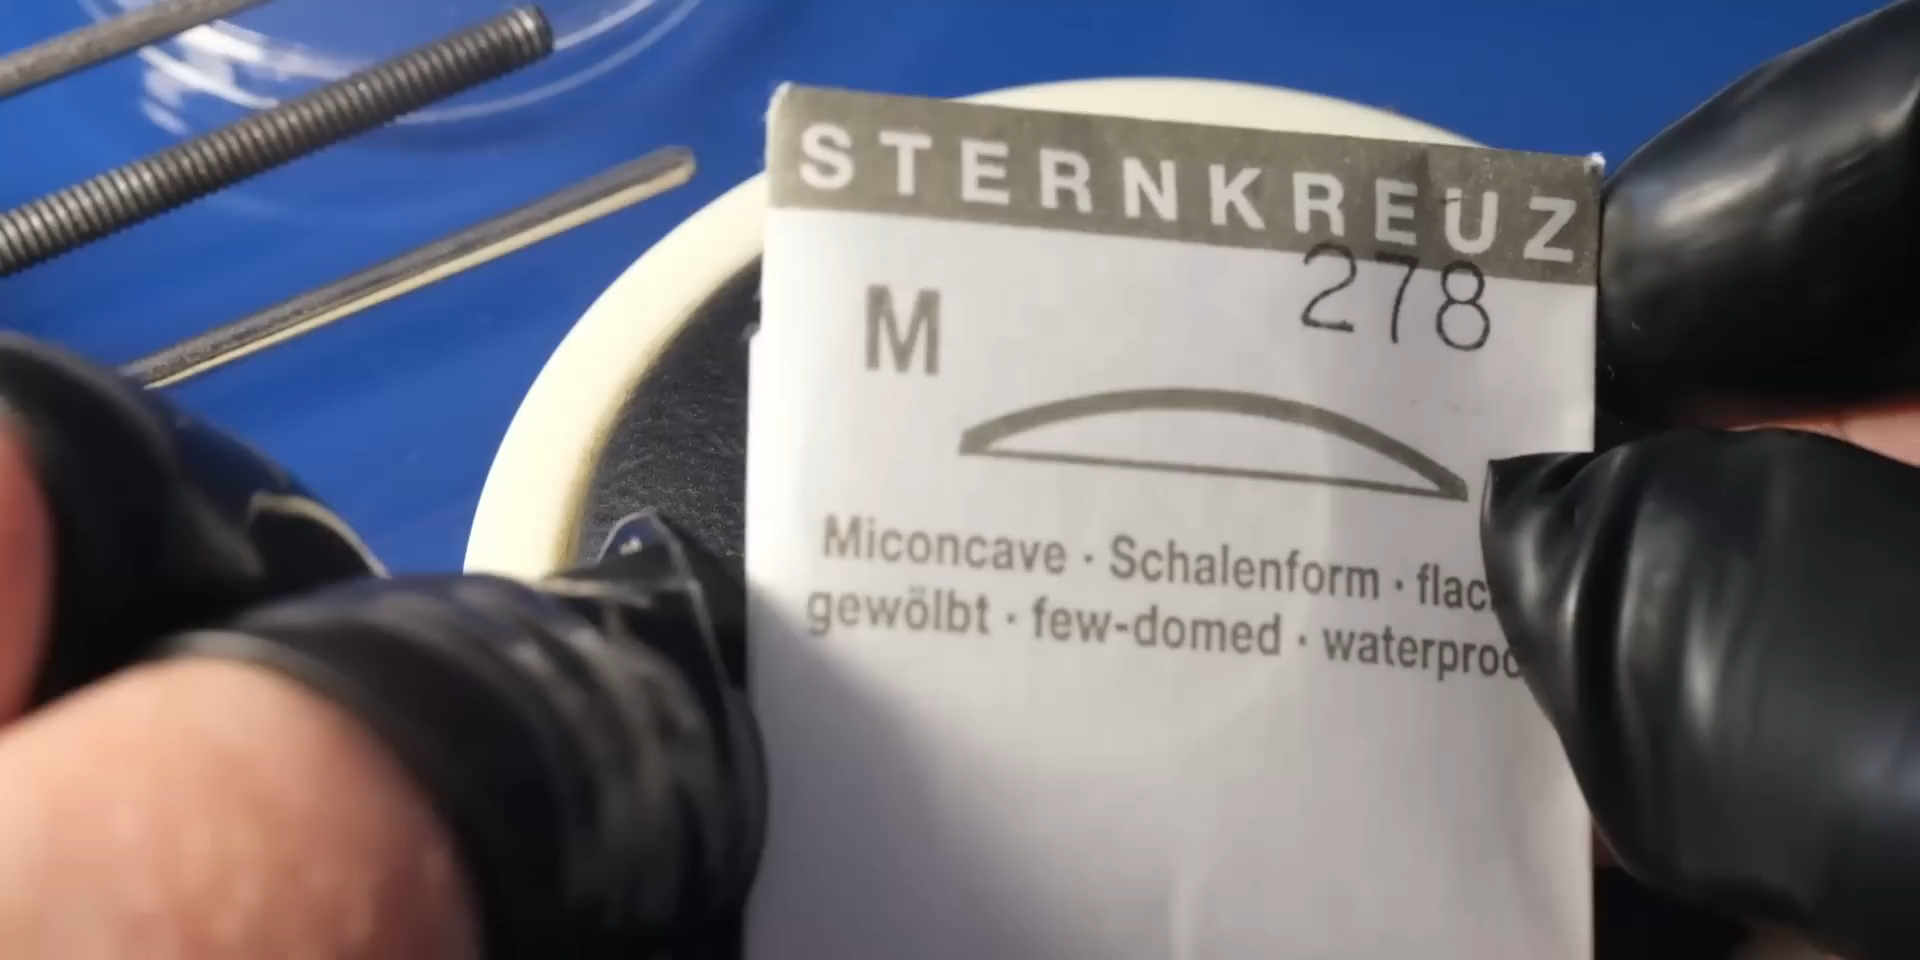 STERNKREUZ
278
M
Miconcave · Schalenform ·
gewölbt · few-domed ·